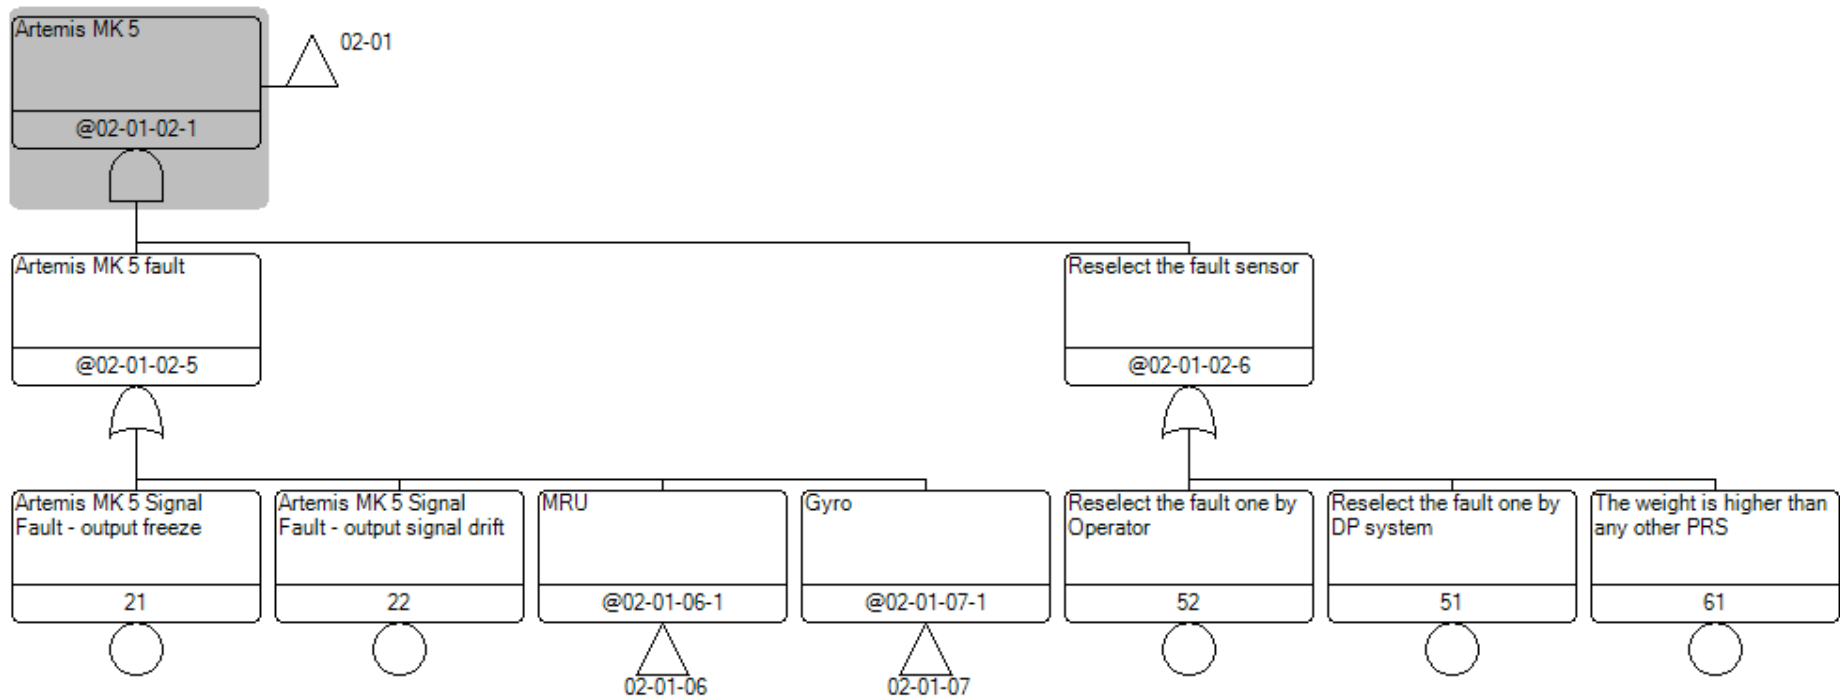 Artemis MK 5
@02-01-02-1
02-01
Artemis MK 5 fault
@02-01-02-5
Reselect the fault sensor
@02-01-02-6
Artemis MK 5 Signal
Fault - output freeze
21
Artemis MK 5 Signal
Fault - output signal drift
22
MRU
@02-01-06-1
02-01-06
Gyro
@02-01-07-1
02-01-07
Reselect the fault one by
Operator
52
Reselect the fault one by
DP system
51
The weight is higher than
any other PRS
61